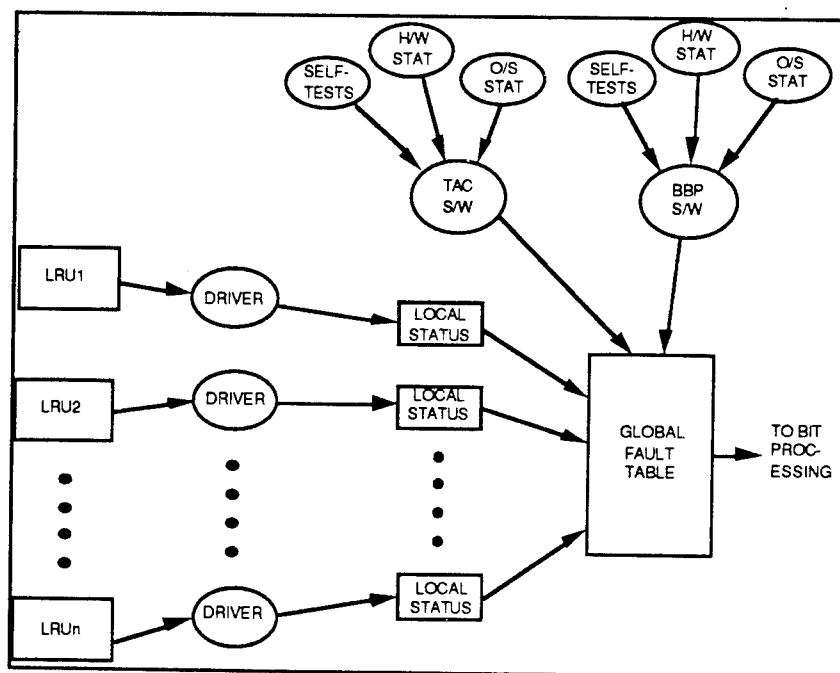 H/W
STAT
SELF-
TESTS
O/S
STAT
TAC
S/W
H/W
STAT
SELF-
TESTS
O/S
STAT
BBP
S/W
LRU1
DRIVER
LOCAL
STATUS
LRU2
DRIVER
LOCAL
STATUS
GLOBAL
FAULT
TABLE
TO BIT
PROC-
ESSING
LRUn
DRIVER
LOCAL
STATUS